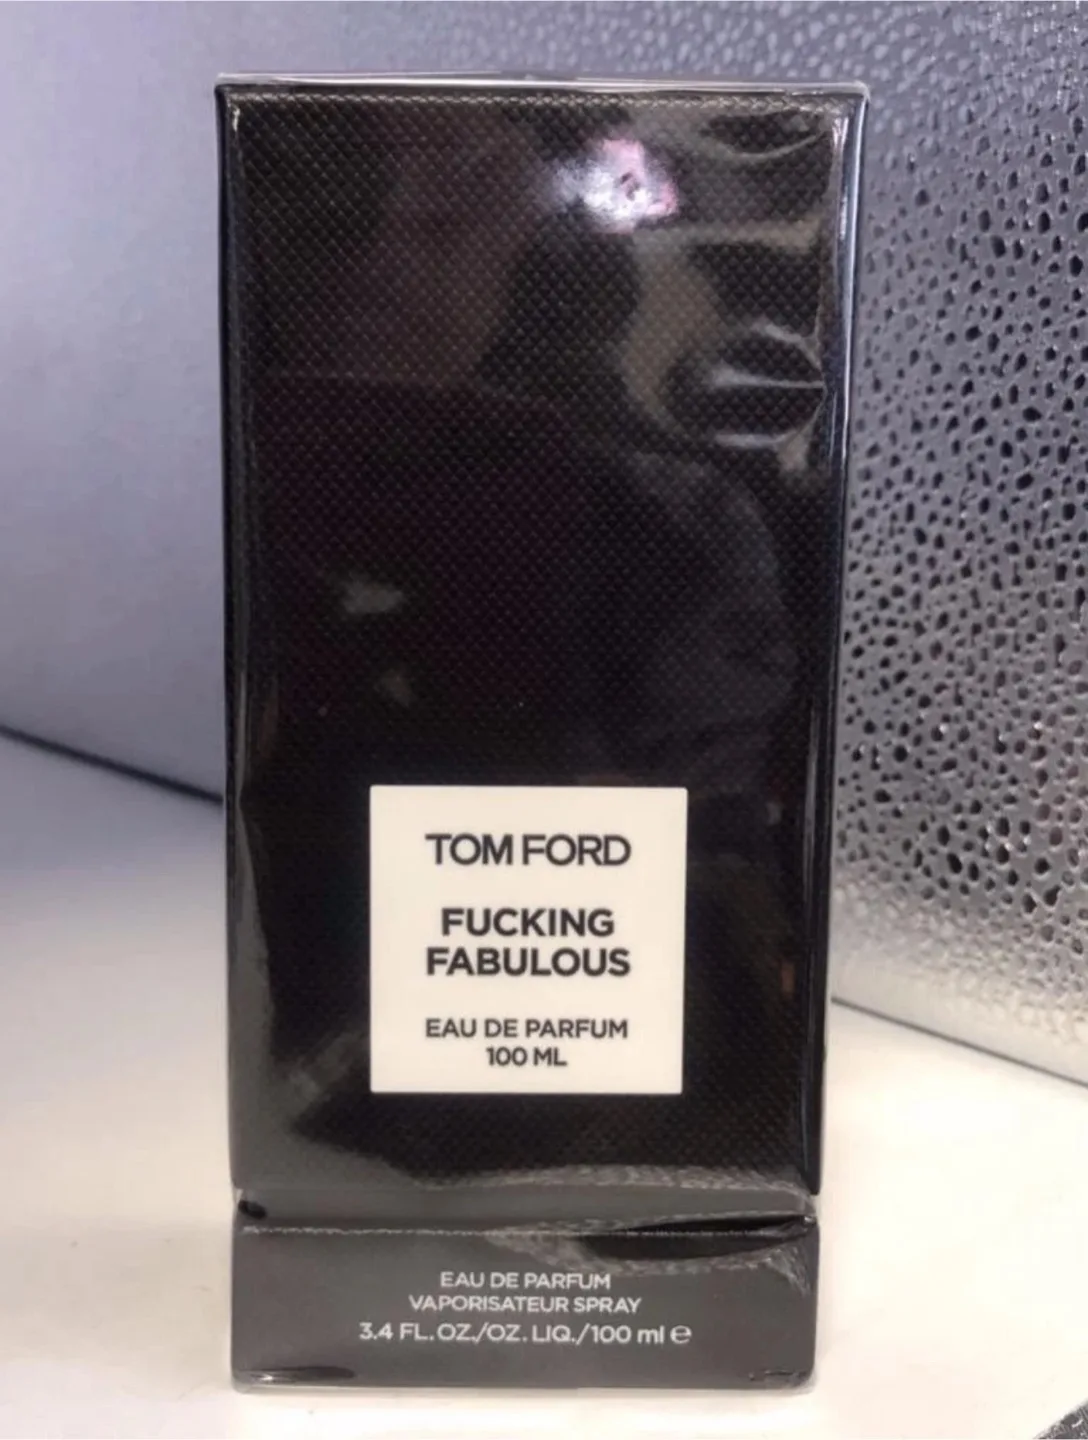 TOM FORD
FUCKING
FABULOUS
EAU DE PARFUM
100 ML
EAU DE PARFUM
VAPORISATEUR SPRAY
3.4 FL. OZ./OZ. LIQ./100 ml ℮